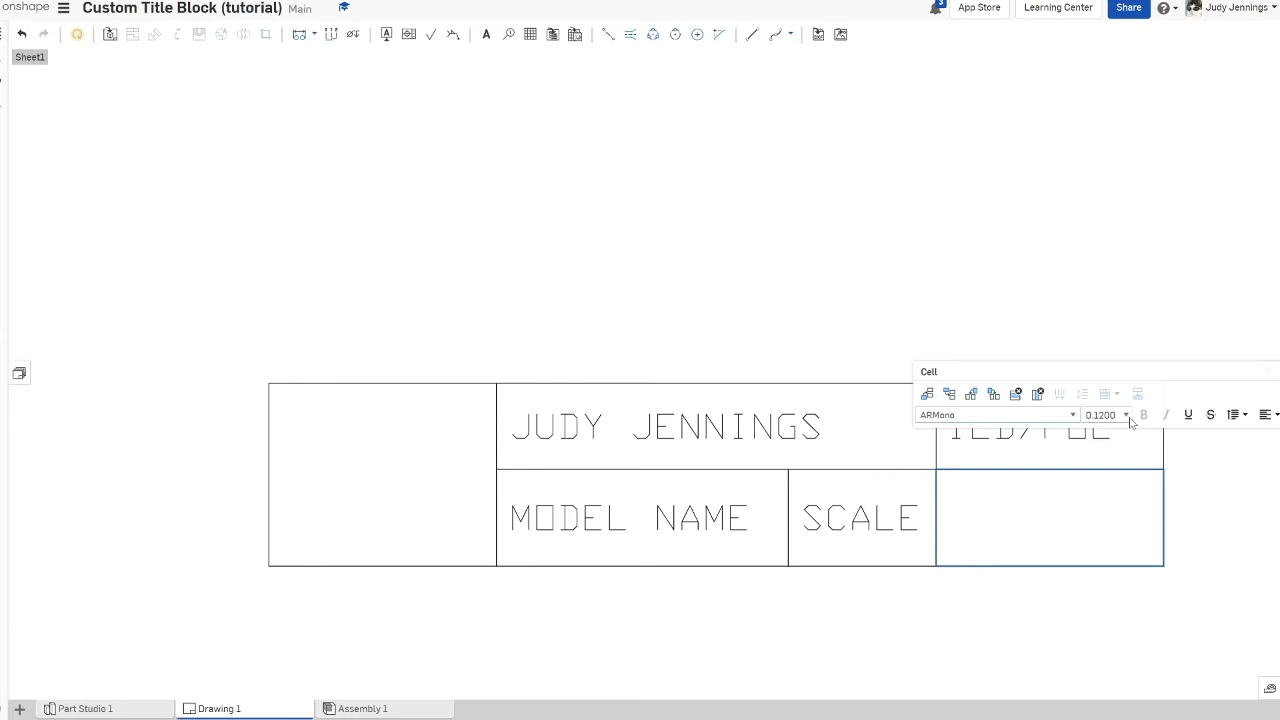 onshape Custom Title Block (tutorial) Main 3 App Store Learning Center Share Judy Jennings
Sheet1
Cell
ARMono 0.1200 B I U S
JUDY JENNINGS
MODEL NAME SCALE
Part Studio 1 Drawing 1 Assembly 1